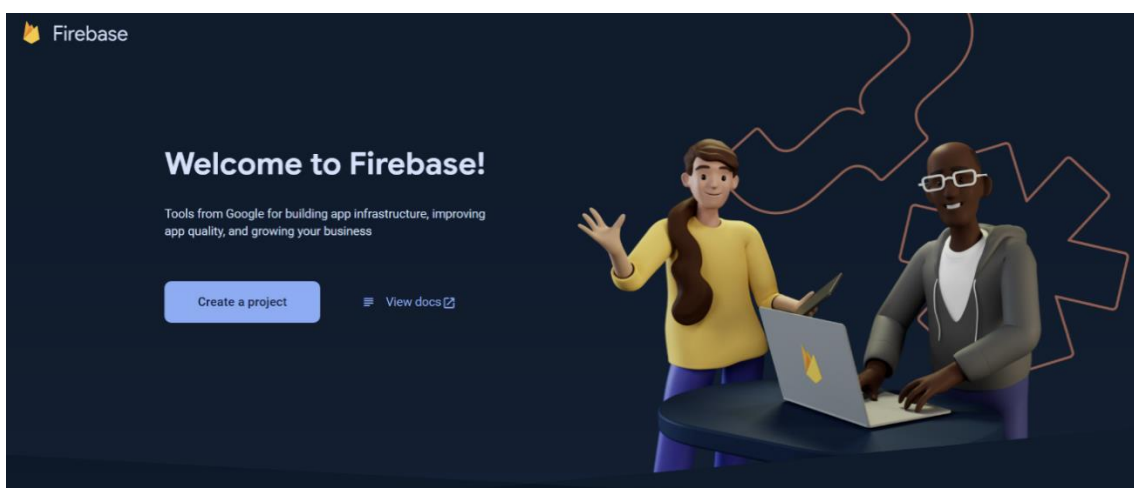 Firebase
Welcome to Firebase!
Tools from Google for building app infrastructure, improving
app quality, and growing your business
Create a project
View docs